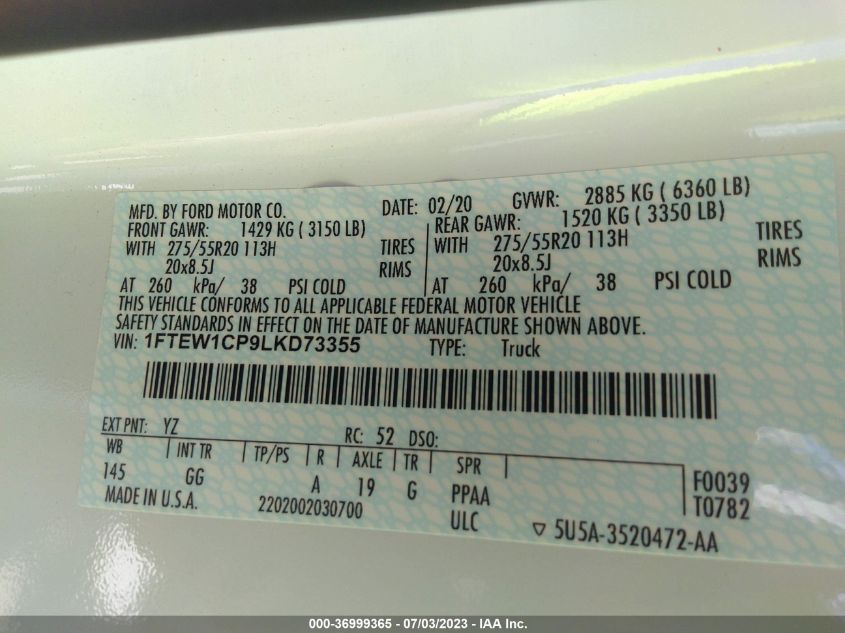 MFD. BY FORD MOTOR CO. DATE: 02/20 GVWR: 2885 KG ( 6360 LB)
FRONT GAWR: 1429 KG ( 3150 LB) REAR GAWR: 1520 KG ( 3350 LB)
WITH 275/55R20 113H TIRES WITH 275/55R20 113H TIRES
20x8.5J RIMS 20x8.5J RIMS
AT 260 kPa/ 38 PSI COLD AT 260 kPa/ 38 PSI COLD
THIS VEHICLE CONFORMS TO ALL APPLICABLE FEDERAL MOTOR VEHICLE
SAFETY STANDARDS IN EFFECT ON THE DATE OF MANUFACTURE SHOWN ABOVE.
VIN: 1FTEW1CP9LKD73355 TYPE: Truck
EXT PNT: YZ RC: 52 DSO:
WB INT TR TP/PS R AXLE TR SPR
145 GG A 19 G PPAA F0039
MADE IN U.S.A. 2202002030700 ULC T0782
▽ 5U5A-3520472-AA
000-36999365 - 07/03/2023 - IAA Inc.